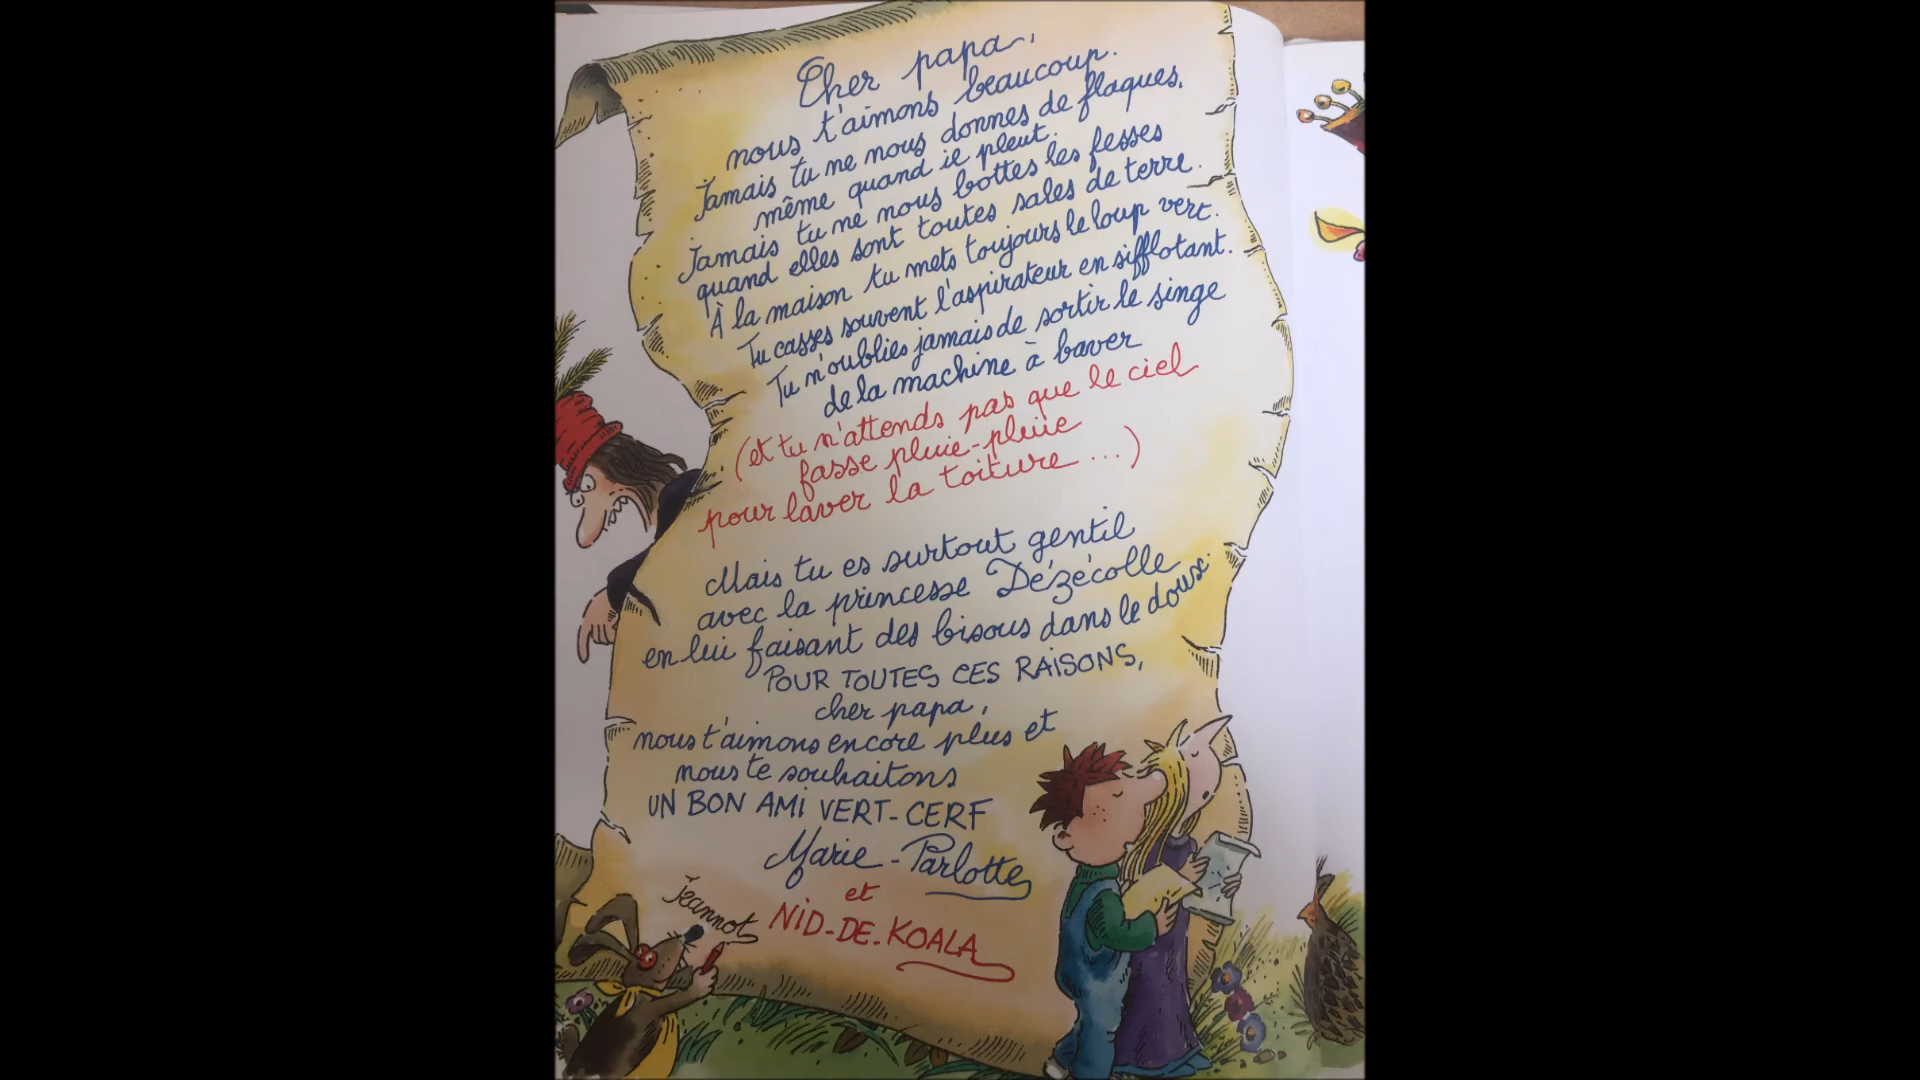 Cher papa,
nous t'aimons beaucoup.
Jamais tu ne nous donnes de flaques,
même quand il pleut.
Jamais tu ne nous bottes les fesses
quand elles sont toutes sales de terre.
À la maison tu mets toujours le loup vert.
Tu casses souvent l'aspirateur en sifflotant.
Tu n'oublies jamais de sortir le singe
de la machine à baver
(et tu n'attends pas que le ciel
fasse pluie-pluie
pour laver la toiture...)
Mais tu es surtout gentil
avec la princesse Dézécolle
en lui faisant des bisous dans le doux.
POUR TOUTES CES RAISONS,
cher papa,
nous t'aimons encore plus et
nous te souhaitons
UN BON AMI VERT-CERF
Marie-Parlotte
et
NID-DE-KOALA
Jeannot